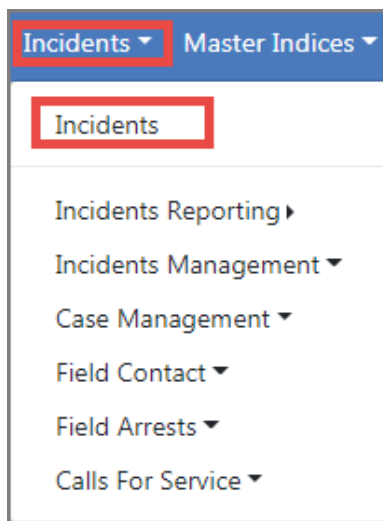 Incidents Master Indices
Incidents
Incidents Reporting
Incidents Management
Case Management
Field Contact
Field Arrests
Calls For Service